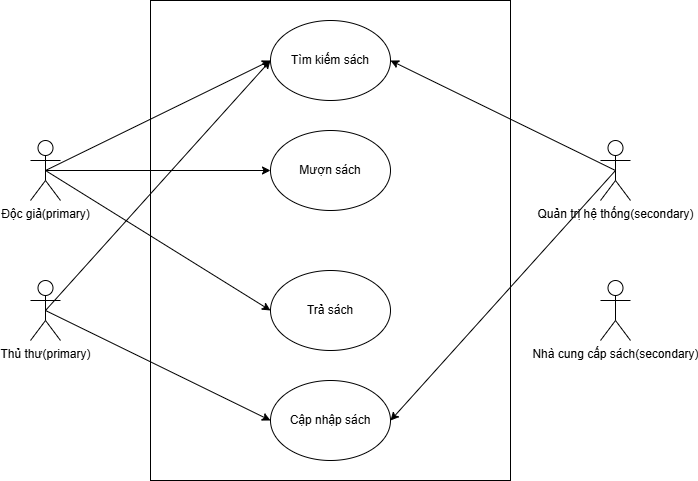 Tìm kiếm sách
Mượn sách
Độc giả(primary)
Quản trị hệ thống(secondary)
Trả sách
Thủ thư(primary)
Nhà cung cấp sách(secondary)
Cập nhập sách